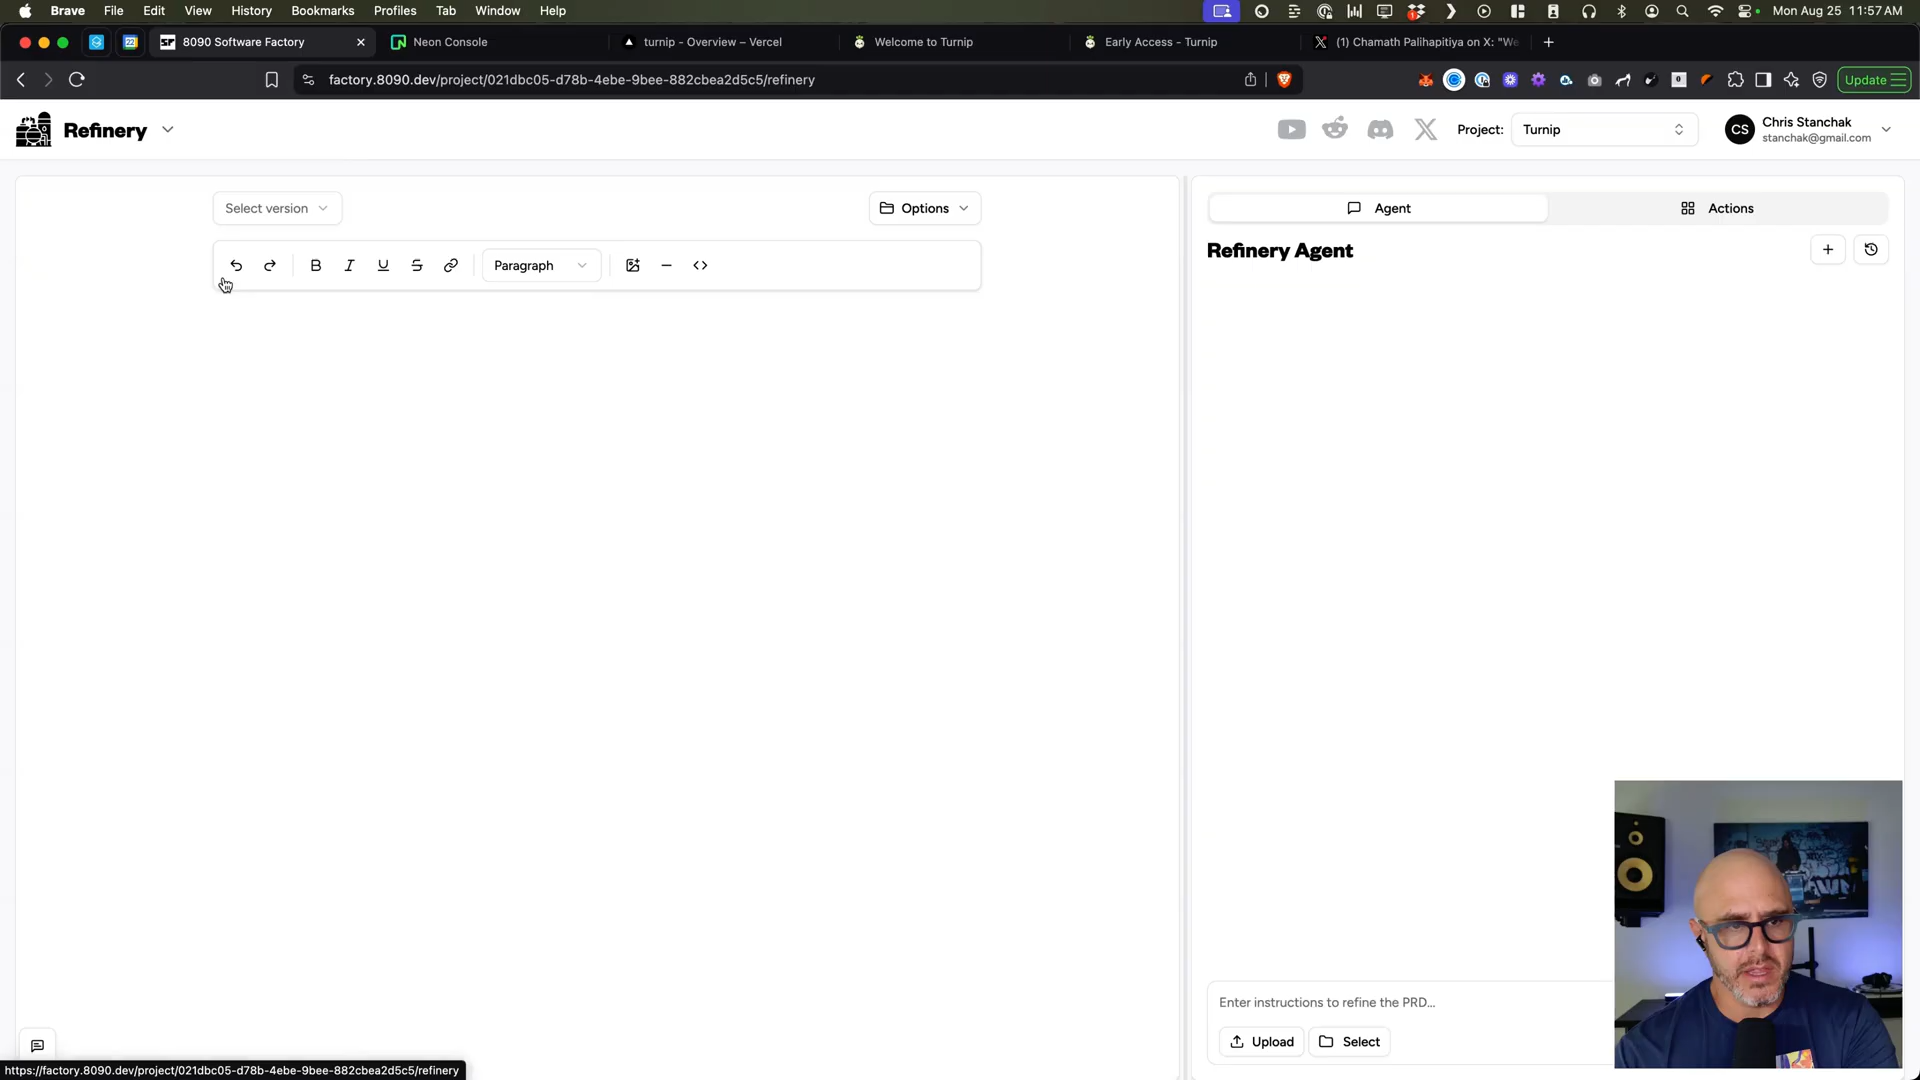 Brave File Edit View History Bookmarks Profiles Tab Window Help Mon Aug 25 11:57 AM
22 8090 Software Factory Neon Console turnip - Overview – Vercel Welcome to Turnip Early Access - Turnip (1) Chamath Palihapitiya on X: "We
factory.8090.dev/project/021dbc05-d78b-4ebe-9bee-882cbea2d5c5/refinery Update
Refinery Project: Turnip CS Chris Stanchak
stanchak@gmail.com
Select version Options Agent Actions
Refinery Agent
B I U S Paragraph
Enter instructions to refine the PRD...
Upload Select
https://factory.8090.dev/project/021dbc05-d78b-4ebe-9bee-882cbea2d5c5/refinery